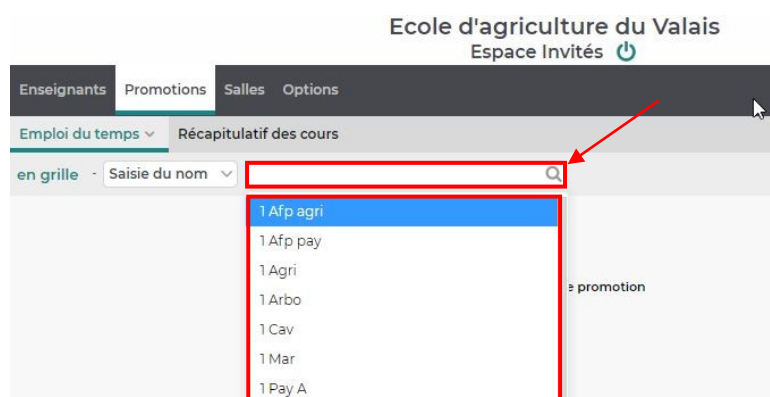 Ecole d'agriculture du Valais
Espace Invités
Enseignants Promotions Salles Options
Emploi du temps Récapitulatif des cours
en grille - Saisie du nom
1 Afp agri
1 Afp pay
1 Agri
e promotion
1 Arbo
1 Cav
1 Mar
1 Pay A